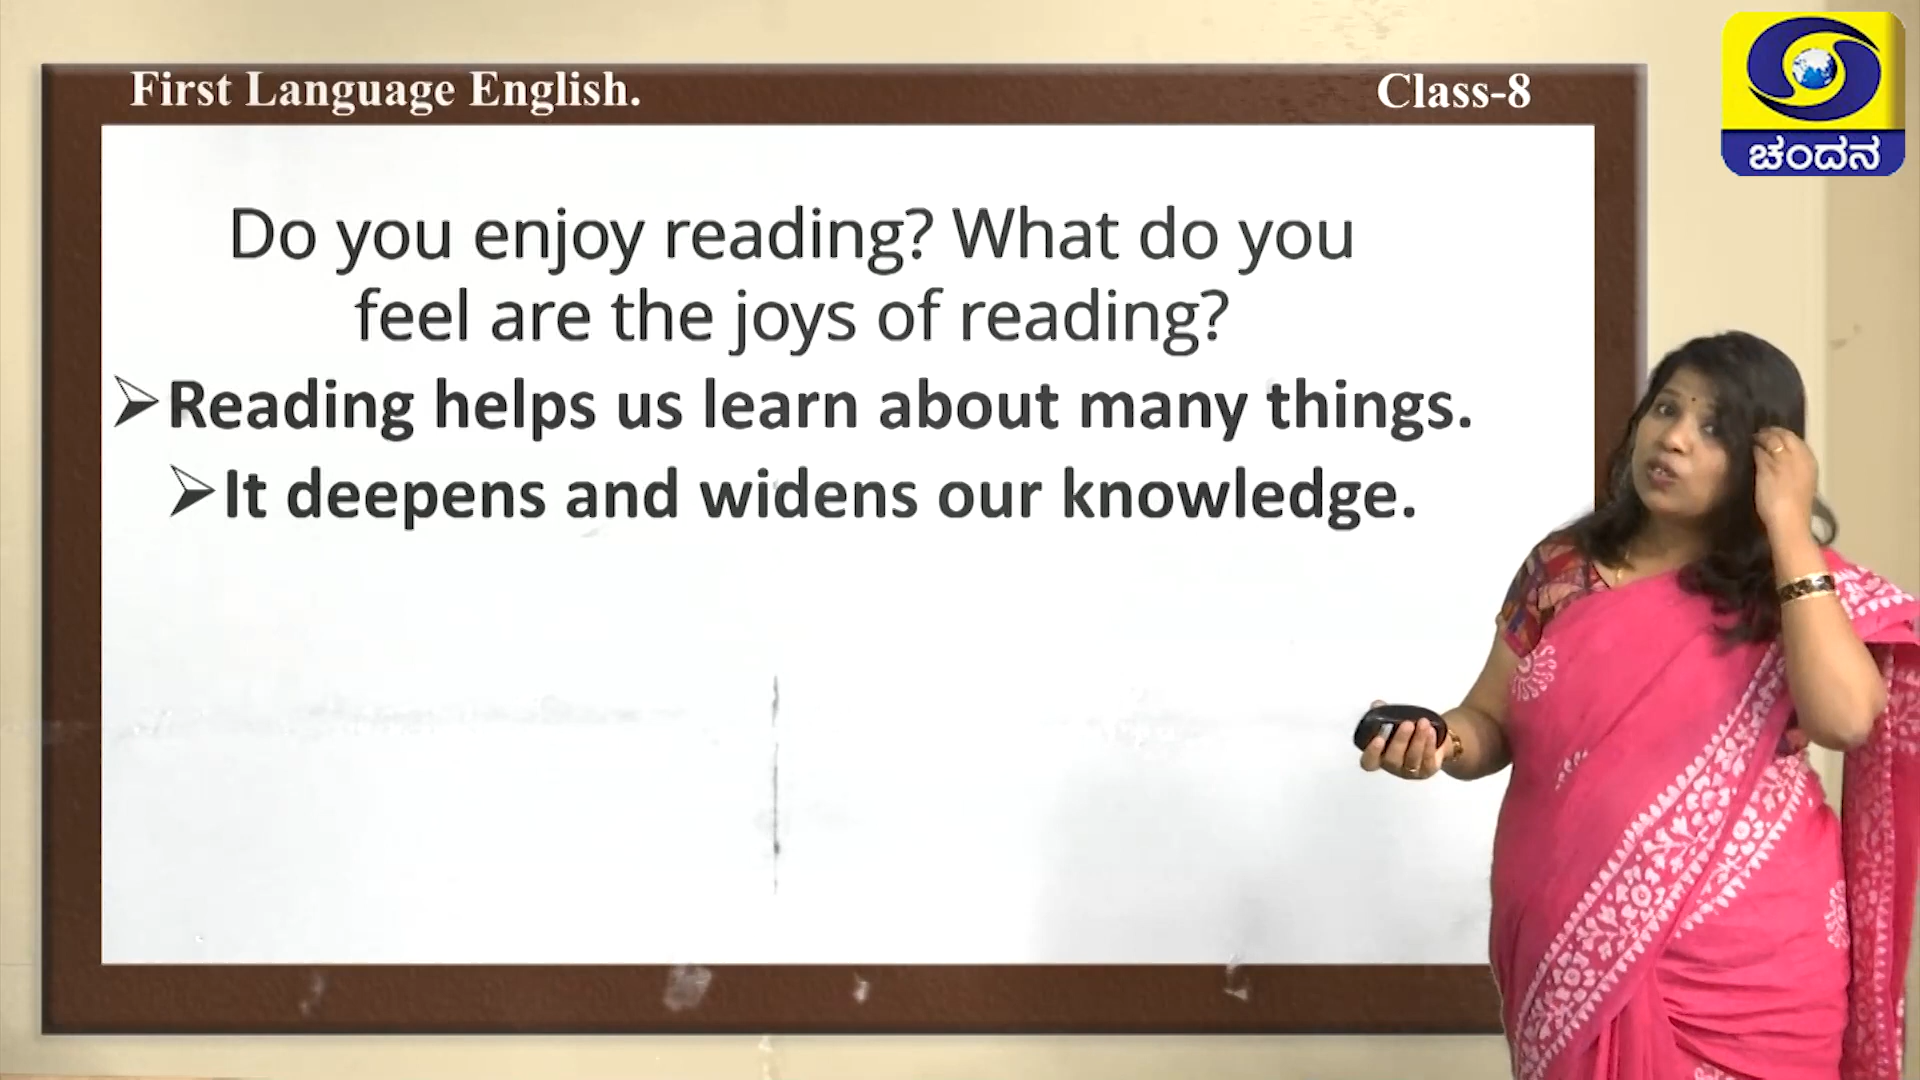 First Language English.
Class-8
ಚಂದನ
Do you enjoy reading? What do you
feel are the joys of reading?
Reading helps us learn about many things.
It deepens and widens our knowledge.